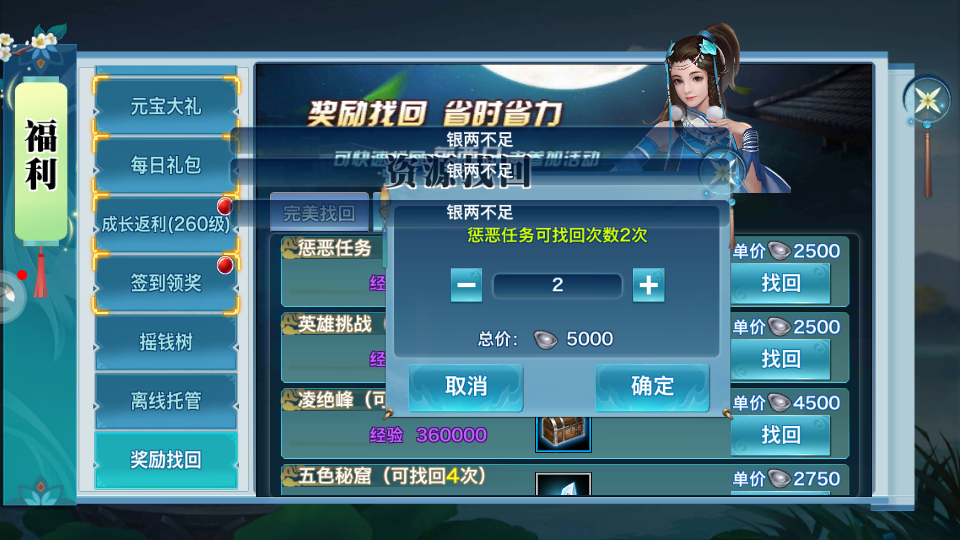 福利
元宝大礼
每日礼包
成长返利(260级)
签到领奖
摇钱树
离线托管
奖励找回
奖励找回 省时省力
银两不足
银两不足
资源找回
银两不足
惩恶任务可找回次数2次
2
总价： 5000
取消
确定
完美找回
惩恶任务
单价 2500
找回
英雄挑战
单价 2500
找回
凌绝峰（可
经验 360000
单价 4500
找回
五色秘窟（可找回4次）
单价 2750